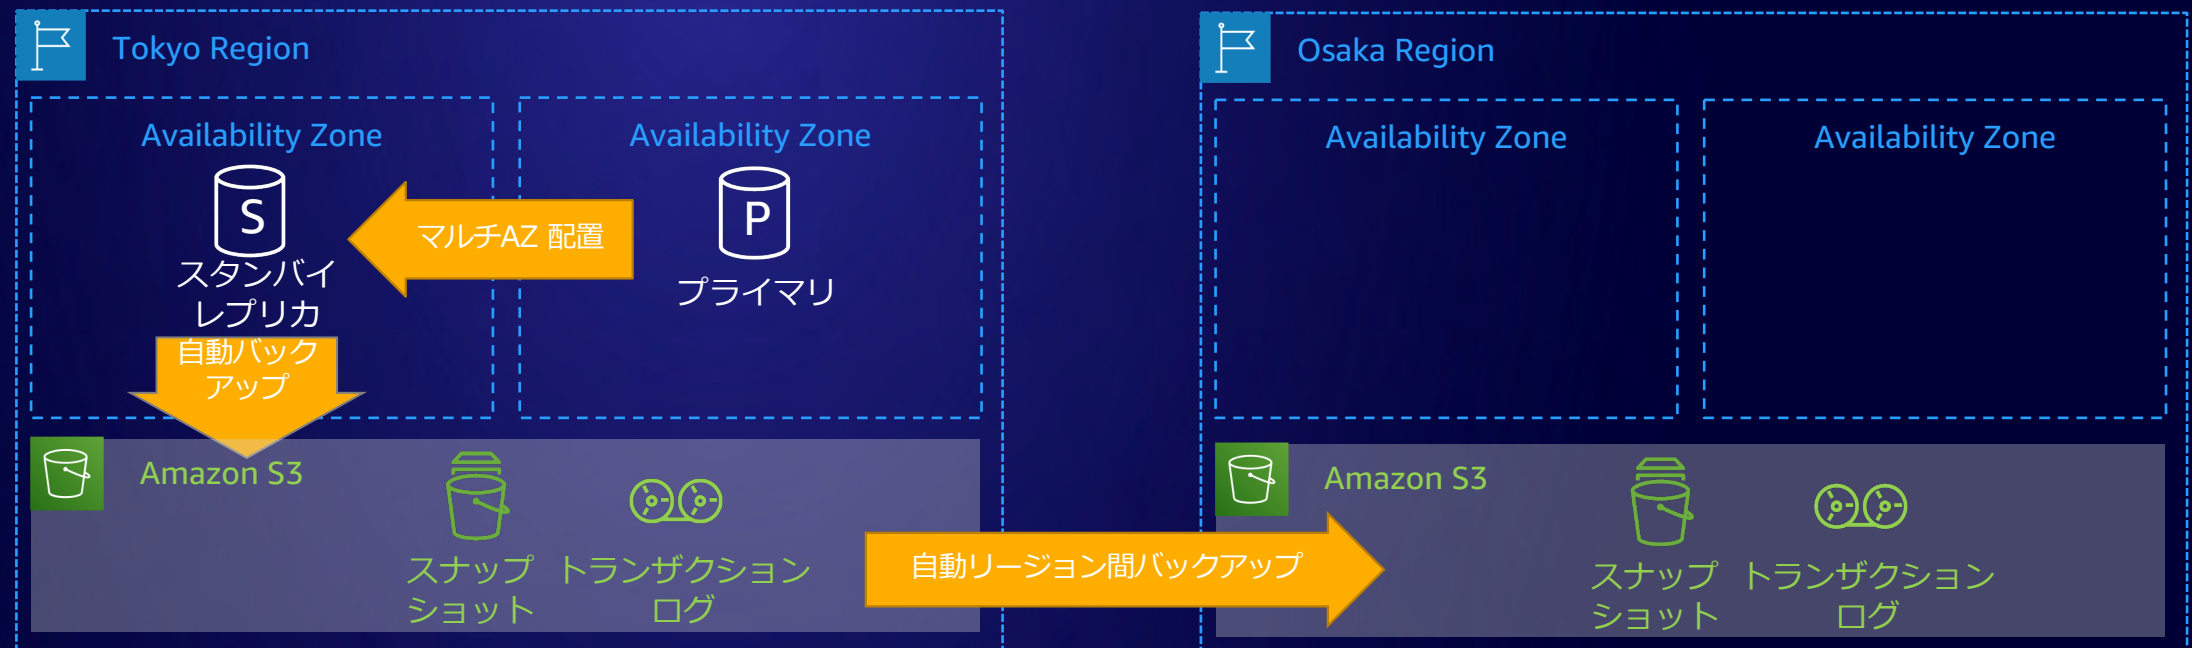 Tokyo Region
Availability Zone
S
スタンバイ
レプリカ
マルチAZ 配置
Availability Zone
P
プライマリ
自動バック
アップ
Amazon S3
スナップ
ショット
トランザクション
ログ
自動リージョン間バックアップ
Osaka Region
Availability Zone
Availability Zone
Amazon S3
スナップ
ショット
トランザクション
ログ